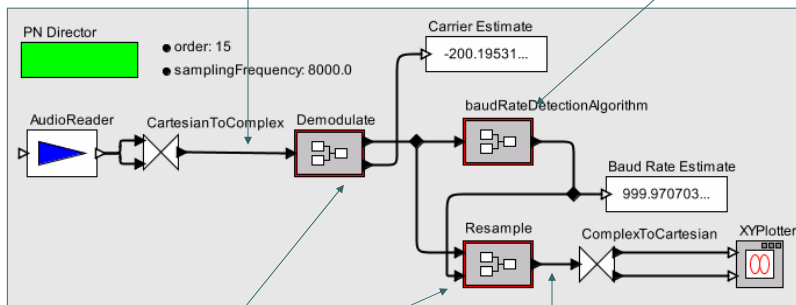 Carrier Estimate
PN Director
order: 15
-200.19531...
samplingFrequency: 8000.0
AudioReader
CartesianToComplex
Demodulate
baudRateDetectionAlgorithm
Baud Rate Estimate
999.970703...
Resample
ComplexToCartesian
XYPlotter